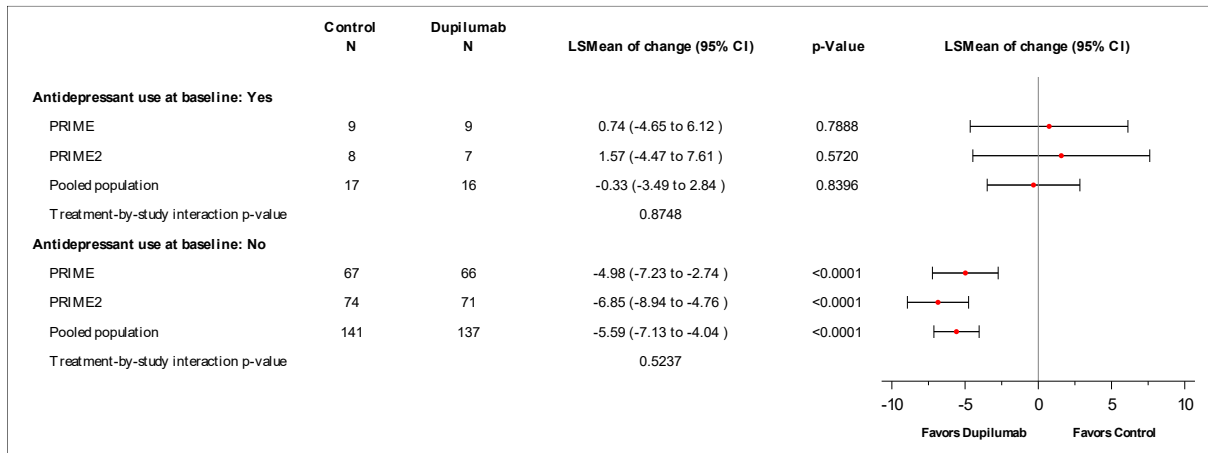 Control Dupilumab
N N LSMean of change (95% CI) p-Value LSMean of change (95% CI)
Antidepressant use at baseline: Yes
PRIME 9 9 0.74 (-4.65 to 6.12 ) 0.7888
PRIME2 8 7 1.57 (-4.47 to 7.61) 0.5720
Pooled population 17 16 -0.33 (-3.49 to 2.84 ) 0.8396
Treatment-by-study interaction p-value 0.8748
Antidepressant use at baseline: No
PRIME 67 66 -4.98 (-7.23 to -2.74 ) <0.0001
PRIME2 74 71 -6.85 (-8.94 to -4.76 ) <0.0001
Pooled population 141 137 -5.59 (-7.13 to -4.04 ) <0.0001
Treatment-by-study interaction p-value 0.5237
-10 -5 0 5 10
Favors Dupilumab Favors Control